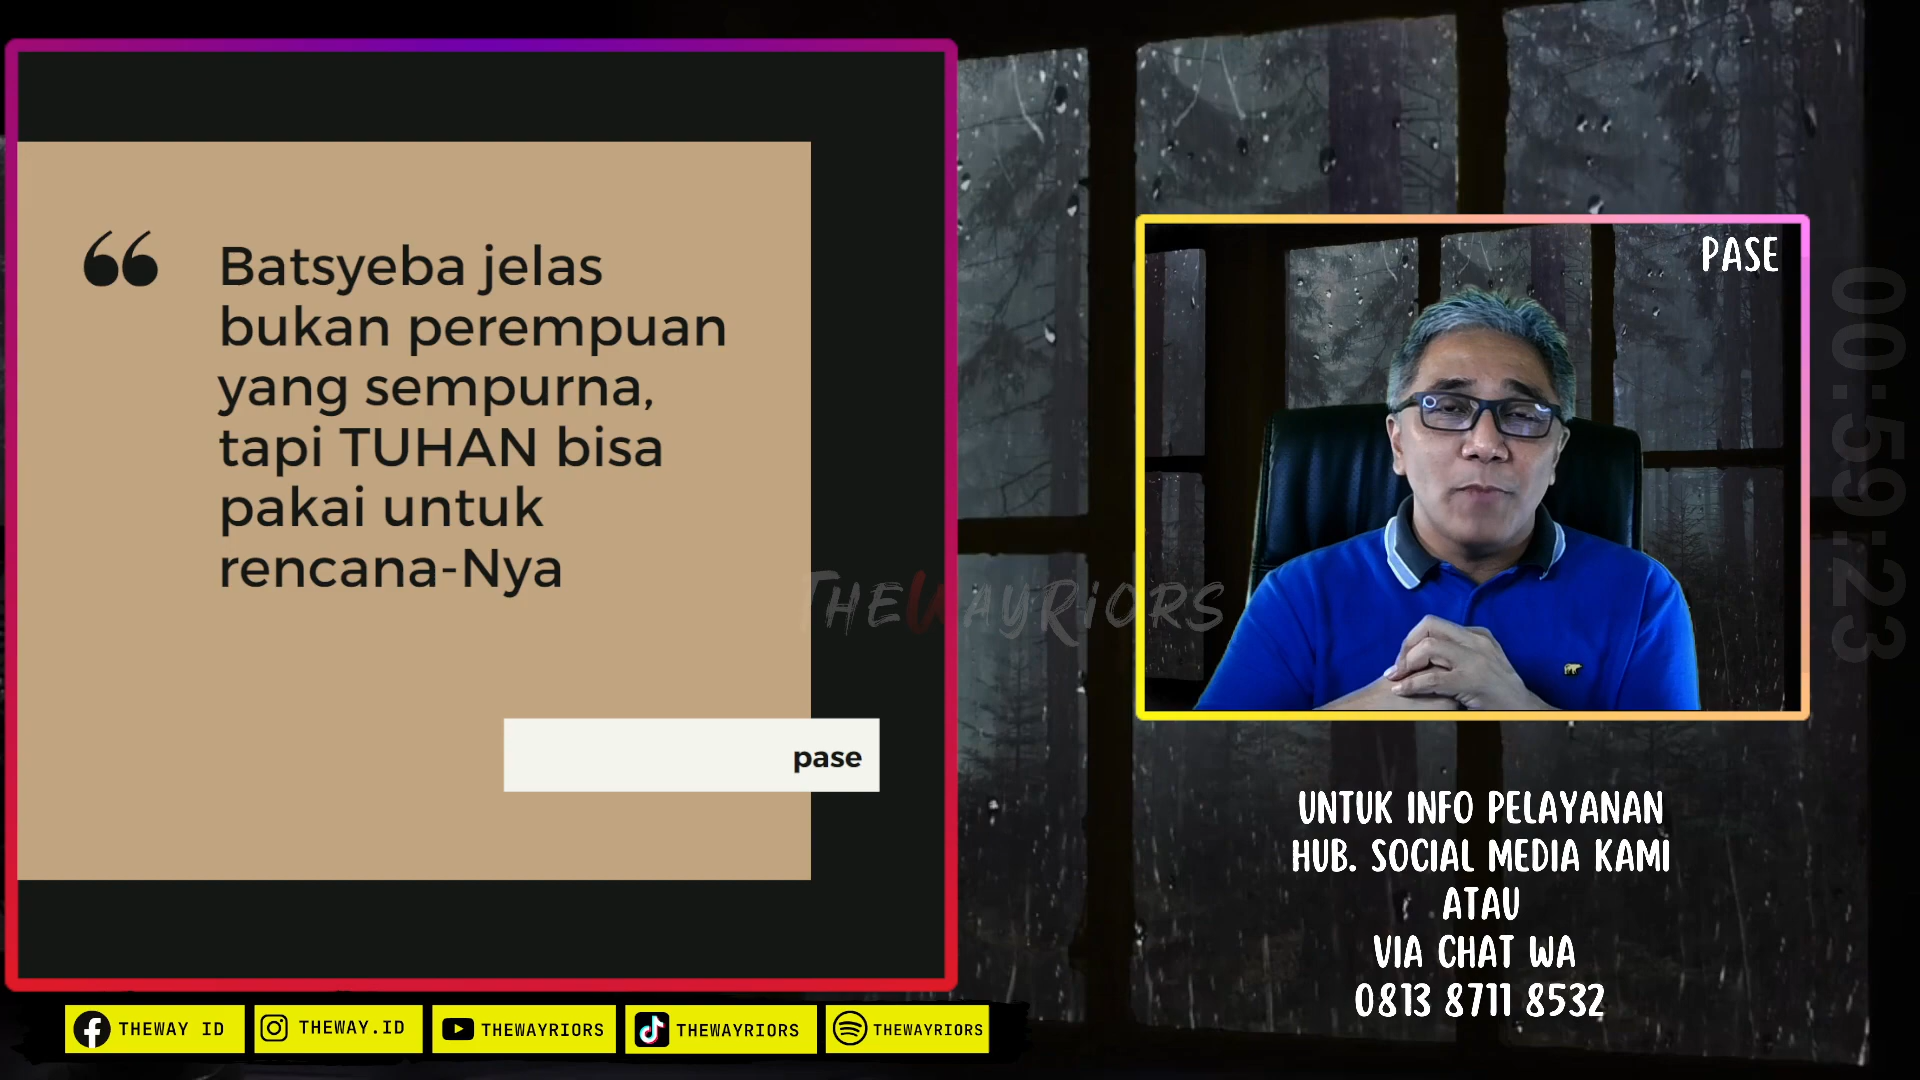 Batsyeba jelas
bukan perempuan
yang sempurna,
tapi TUHAN bisa
pakai untuk
rencana-Nya
pase
PASE
THEWAYRIORS
00:59:23
UNTUK INFO PELAYANAN
HUB. SOCIAL MEDIA KAMI
ATAU
VIA CHAT WA
0813 8711 8532
THEWAY ID
THEWAY.ID
THEWAYRIORS
THEWAYRIORS
THEWAYRIORS